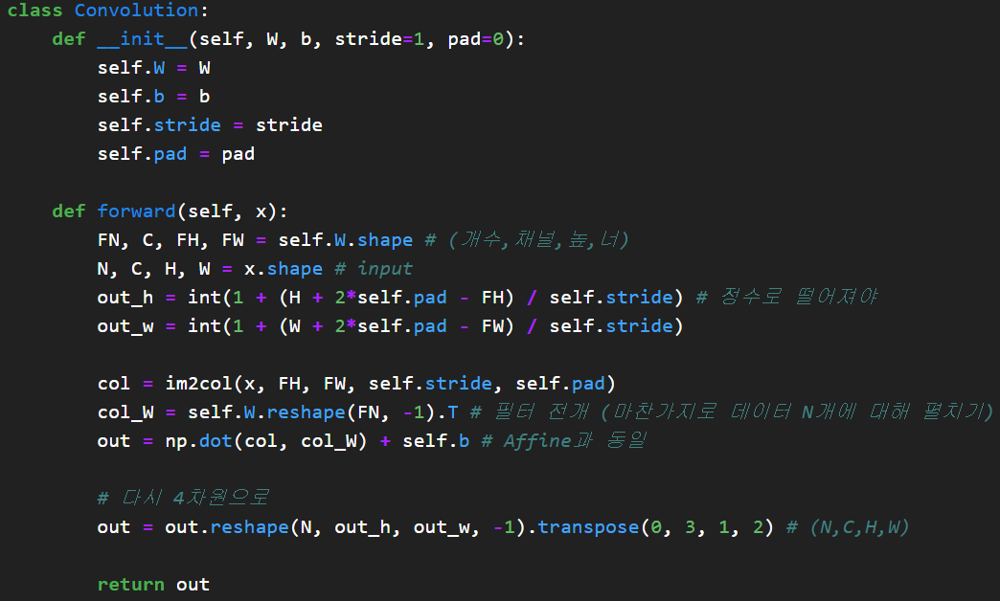 class Convolution:
    def __init__(self, W, b, stride=1, pad=0):
        self.W = W
        self.b = b
        self.stride = stride
        self.pad = pad

    def forward(self, x):
        FN, C, FH, FW = self.W.shape # (개수,채널,높,너)
        N, C, H, W = x.shape # input
        out_h = int(1 + (H + 2*self.pad - FH) / self.stride) # 정수로 떨어져야
        out_w = int(1 + (W + 2*self.pad - FW) / self.stride)

        col = im2col(x, FH, FW, self.stride, self.pad)
        col_W = self.W.reshape(FN, -1).T # 필터 전개 (마찬가지로 데이터 N개에 대해 펼치기)
        out = np.dot(col, col_W) + self.b # Affine과 동일

        # 다시 4차원으로
        out = out.reshape(N, out_h, out_w, -1).transpose(0, 3, 1, 2) # (N,C,H,W)

        return out